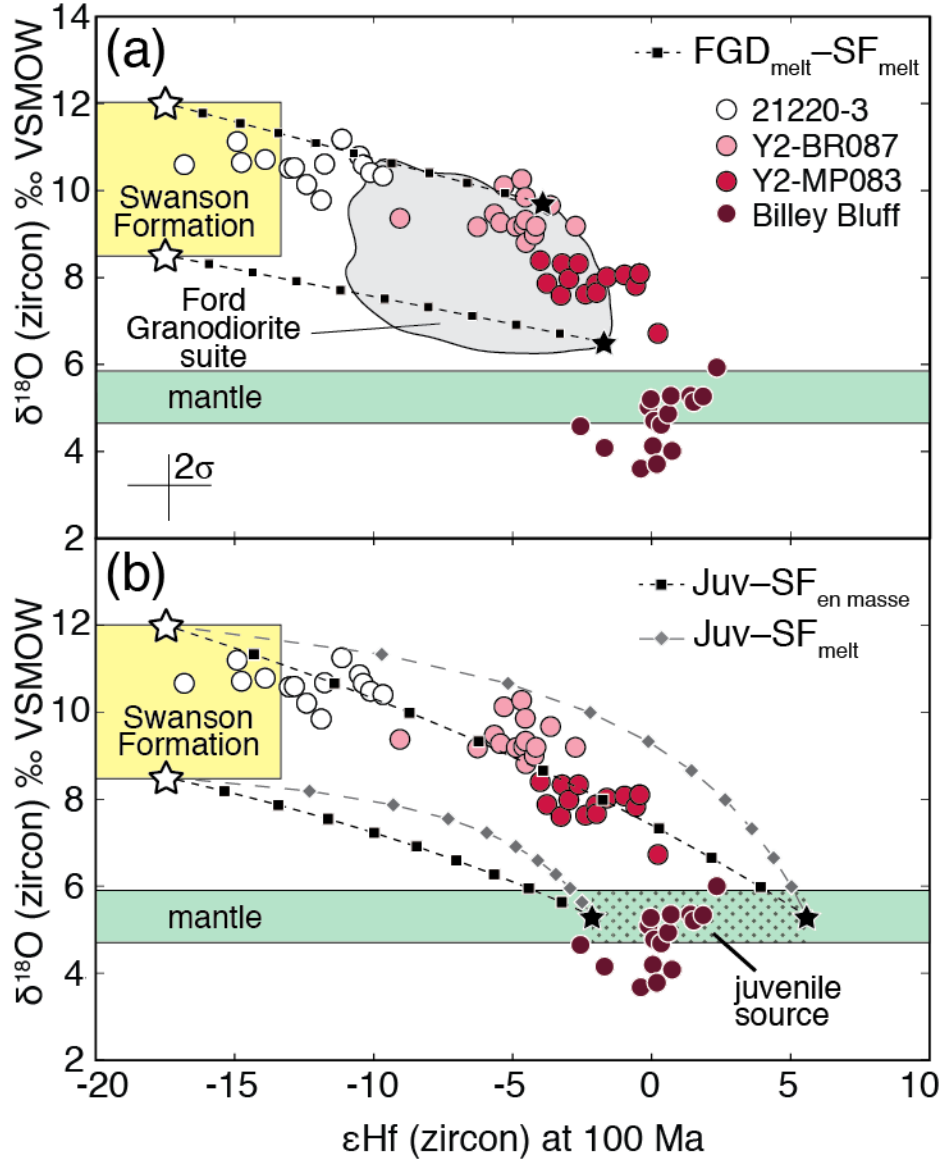 14
(a)
FGDmelt–SFmelt
12
21220-3
Y2-BR087
10
Y2-MP083
Swanson
Formation
Billey Bluff
8
Ford
Granodiorite
suite
6
mantle
4
2σ
2
δ18O (zircon) ‰ VSMOW
(b)
Juv–SFen masse
12
Juv–SFmelt
10
Swanson
Formation
8
6
mantle
4
juvenile
source
2
δ18O (zircon) ‰ VSMOW
-20 -15 -10 -5 0 5 10
εHf (zircon) at 100 Ma